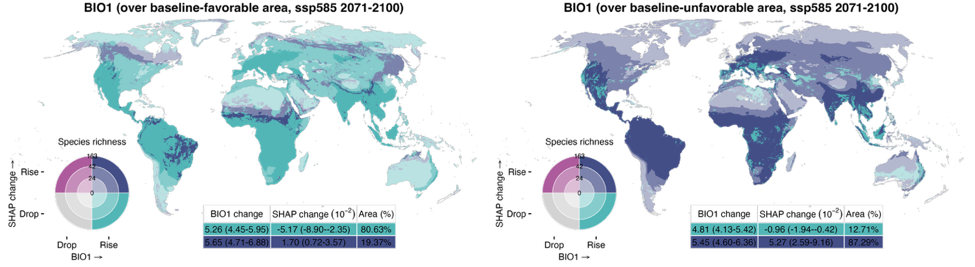 BIO1 (over baseline-favorable area, ssp585 2071-2100)
Species richness
163
42
24
0
SHAP change →
Rise
Drop
Drop
Rise
BIO1 →
BIO1 change SHAP change (10⁻²) Area (%)
5.26 (4.45-5.95) -5.17 (-8.90--2.35) 80.63%
5.65 (4.71-6.88) 1.70 (0.72-3.57) 19.37%
BIO1 (over baseline-unfavorable area, ssp585 2071-2100)
Species richness
163
42
24
0
SHAP change →
Rise
Drop
Drop
Rise
BIO1 →
BIO1 change SHAP change (10⁻²) Area (%)
4.81 (4.13-5.42) -0.96 (-1.94--0.42) 12.71%
5.45 (4.60-6.36) 5.27 (2.59-9.16) 87.29%